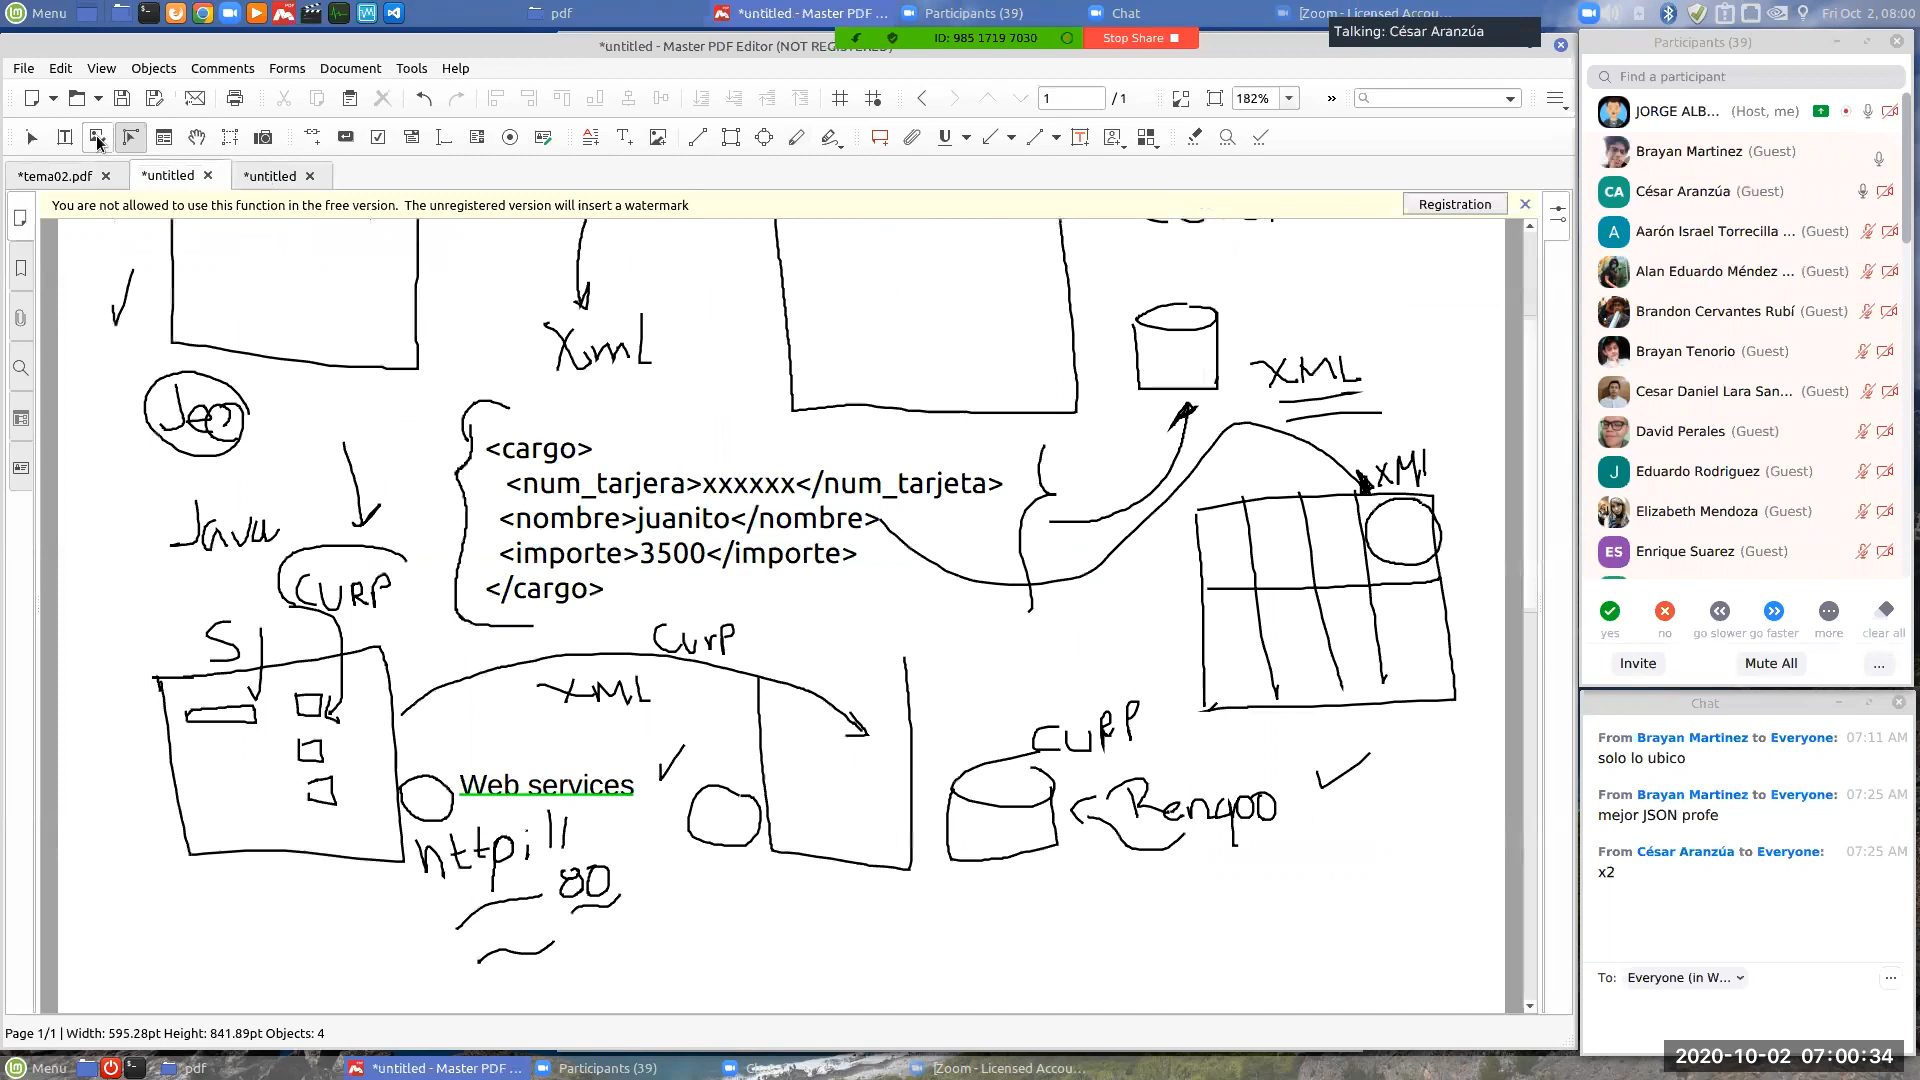 Menu
pdf
*untitled - Master PDF ...
Participants (39)
Chat
[Zoom - Licensed Accou...
Fri Oct 2, 08:00
*untitled - Master PDF Editor (NOT REGISTERED)
ID: 985 1719 7030
Stop Share
Talking: César Aranzúa
File Edit View Objects Comments Forms Document Tools Help
1 / 1
182%
*tema02.pdf
*untitled
*untitled
You are not allowed to use this function in the free version. The unregistered version will insert a watermark
Registration
XmL
XML
XMl
<cargo>
<num_tarjera>xxxxxx</num_tarjeta>
<nombre>juanito</nombre>
<importe>3500</importe>
</cargo>
Java
CURP
S
CurP
XML
CURP
Web services
http://
80
Page 1/1 | Width: 595.28pt Height: 841.89pt Objects: 4
Participants (39)
Find a participant
JORGE ALB... (Host, me)
Brayan Martinez (Guest)
CA César Aranzúa (Guest)
A Aarón Israel Torrecilla ... (Guest)
Alan Eduardo Méndez ... (Guest)
Brandon Cervantes Rubí (Guest)
Brayan Tenorio (Guest)
Cesar Daniel Lara San... (Guest)
David Perales (Guest)
J Eduardo Rodriguez (Guest)
Elizabeth Mendoza (Guest)
ES Enrique Suarez (Guest)
yes no go slower go faster more clear all
Invite Mute All ...
Chat
From Brayan Martinez to Everyone: 07:11 AM
solo lo ubico
From Brayan Martinez to Everyone: 07:25 AM
mejor JSON profe
From César Aranzúa to Everyone: 07:25 AM
x2
To: Everyone (in W...
Menu
pdf
*untitled - Master PDF ...
Participants (39)
[Zoom - Licensed Accou...
2020-10-02 07:00:34